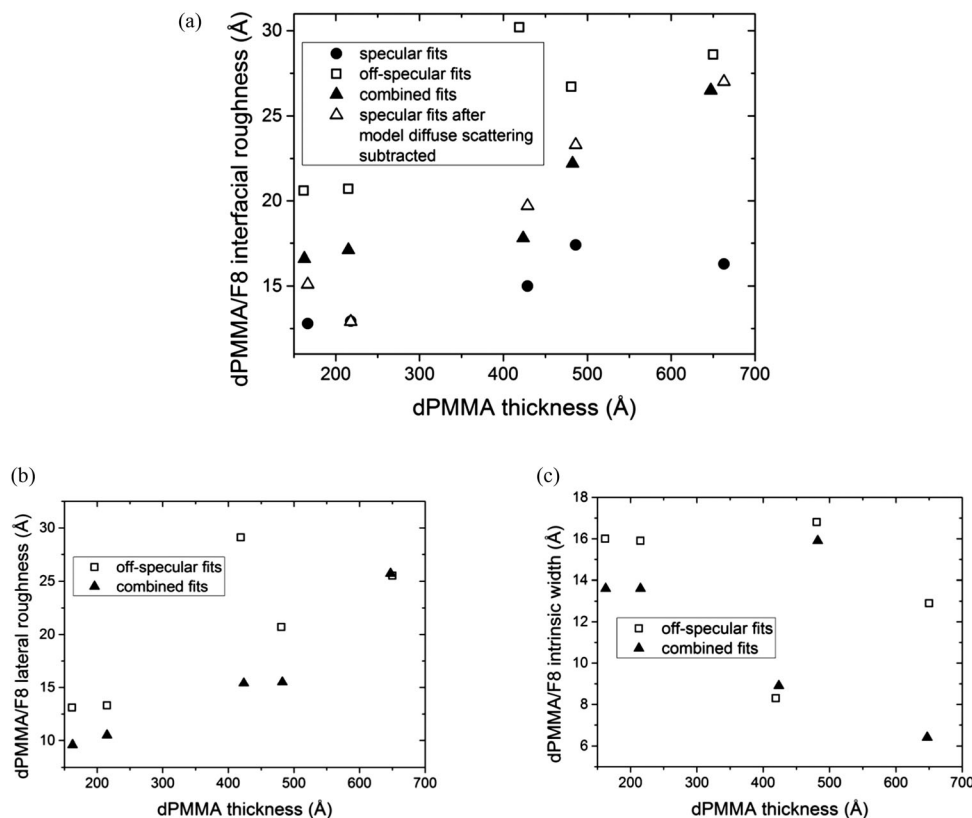 (a)
dPMMA/F8 interfacial roughness (Å)
30
25
20
15
specular fits
off-specular fits
combined fits
specular fits after
model diffuse scattering
subtracted
200 300 400 500 600 700
dPMMA thickness (Å)
(b)
dPMMA/F8 lateral roughness (Å)
30
25
20
15
10
off-specular fits
combined fits
200 300 400 500 600 700
dPMMA thickness (Å)
(c)
dPMMA/F8 intrinsic width (Å)
18
16
14
12
10
8
6
off-specular fits
combined fits
200 300 400 500 600 700
dPMMA thickness (Å)